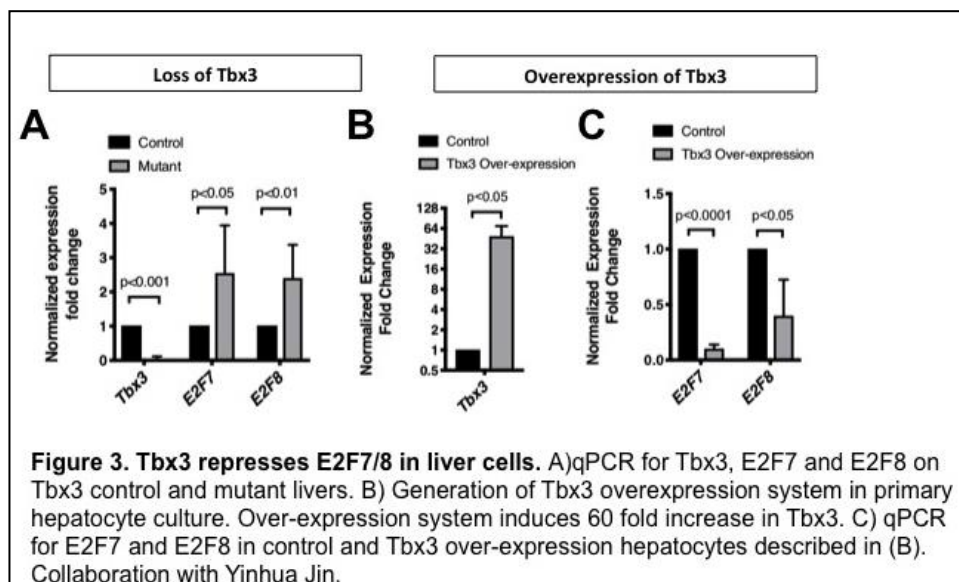 Loss of Tbx3
Overexpression of Tbx3
A
Control
Mutant
Normalized expression
fold change
5
4
3
2
1
0
p<0.001
p<0.05
p<0.01
Tbx3
E2F7
E2F8
B
Control
Tbx3 Over-expression
Normalized Expression
Fold Change
128
64
32
16
8
4
2
1
0.5
p<0.05
Tbx3
C
Control
Tbx3 Over-expression
Normalized Expression
Fold Change
1.5
1.0
0.5
0.0
p<0.0001
p<0.05
E2F7
E2F8
Figure 3. Tbx3 represses E2F7/8 in liver cells. A)qPCR for Tbx3, E2F7 and E2F8 on
Tbx3 control and mutant livers. B) Generation of Tbx3 overexpression system in primary
hepatocyte culture. Over-expression system induces 60 fold increase in Tbx3. C) qPCR
for E2F7 and E2F8 in control and Tbx3 over-expression hepatocytes described in (B).
Collaboration with Yinhua Jin.